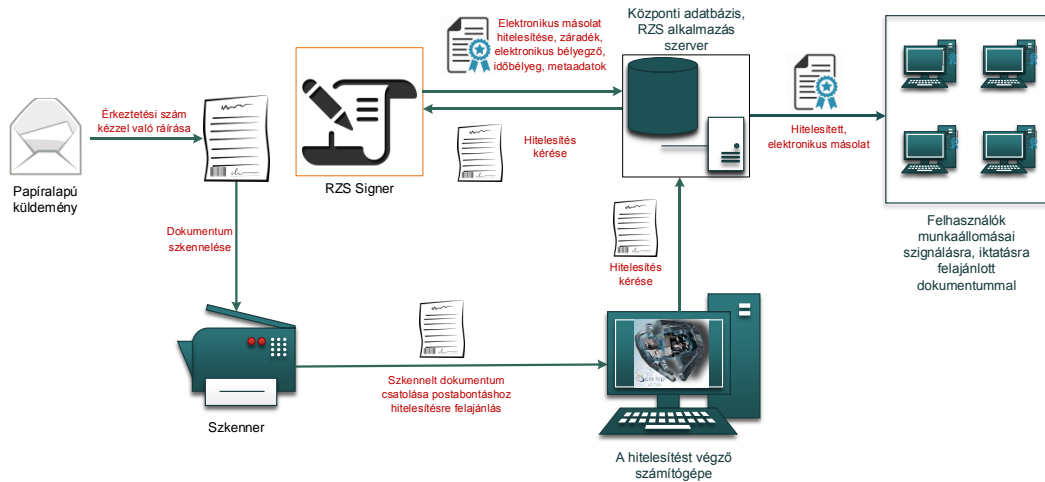 Elektronikus másolat
hitelesítése, záradék,
elektronikus bélyegző,
időbélyeg, metaadatok
Központi adatbázis,
RZS alkalmazás
szerver
Érkeztetési szám
kézzel való ráírása
Papíralapú
küldemény
RZS Signer
Hitelesítés
kérése
Hitelesített,
elektronikus másolat
Felhasználók
munkaállomásai
szignálásra, iktatásra
felajánlott
dokumentummal
Dokumentum
szkennelése
Hitelesítés
kérése
Szkennelt dokumentum
csatolása postabontáshoz
hitelesítésre felajánlás
Szkenner
A hitelesítést végző
számítógépe